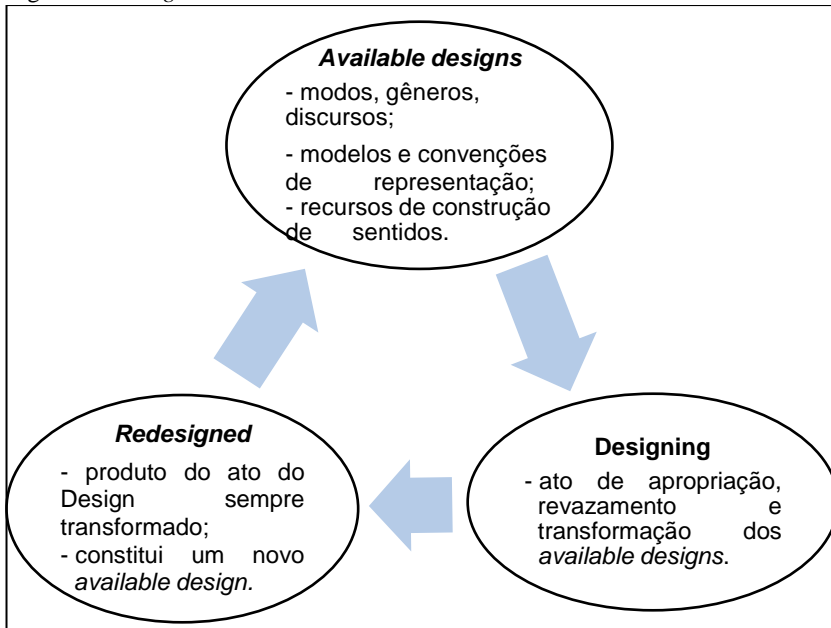 Available designs
- modos, gêneros,
discursos;
- modelos e convenções
de representação;
- recursos de construção
de sentidos.
Designing
- ato de apropriação,
revazamento e
transformação dos
available designs.
Redesigned
- produto do ato do
Design sempre
transformado;
- constitui um novo
available design.